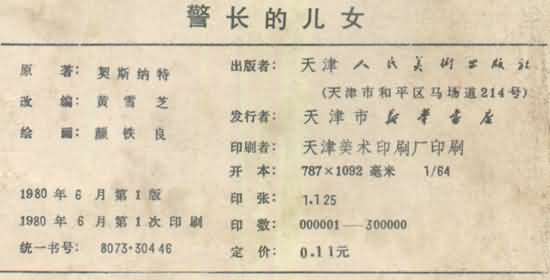 警长的儿女
原著：契斯纳特
改编：黄雪芝
绘画：颜铁良
1980年6月第1版
1980年6月第1次印刷
统一书号：8073·30446
出版者：天津人民美術出版社
(天津市和平区马场道214号)
发行者：天津市新華書店
印刷者：天津美术印刷厂印刷
开本：787×1092毫米 1/64
印张：1.125
印数：000001—300000
定价：0.11元